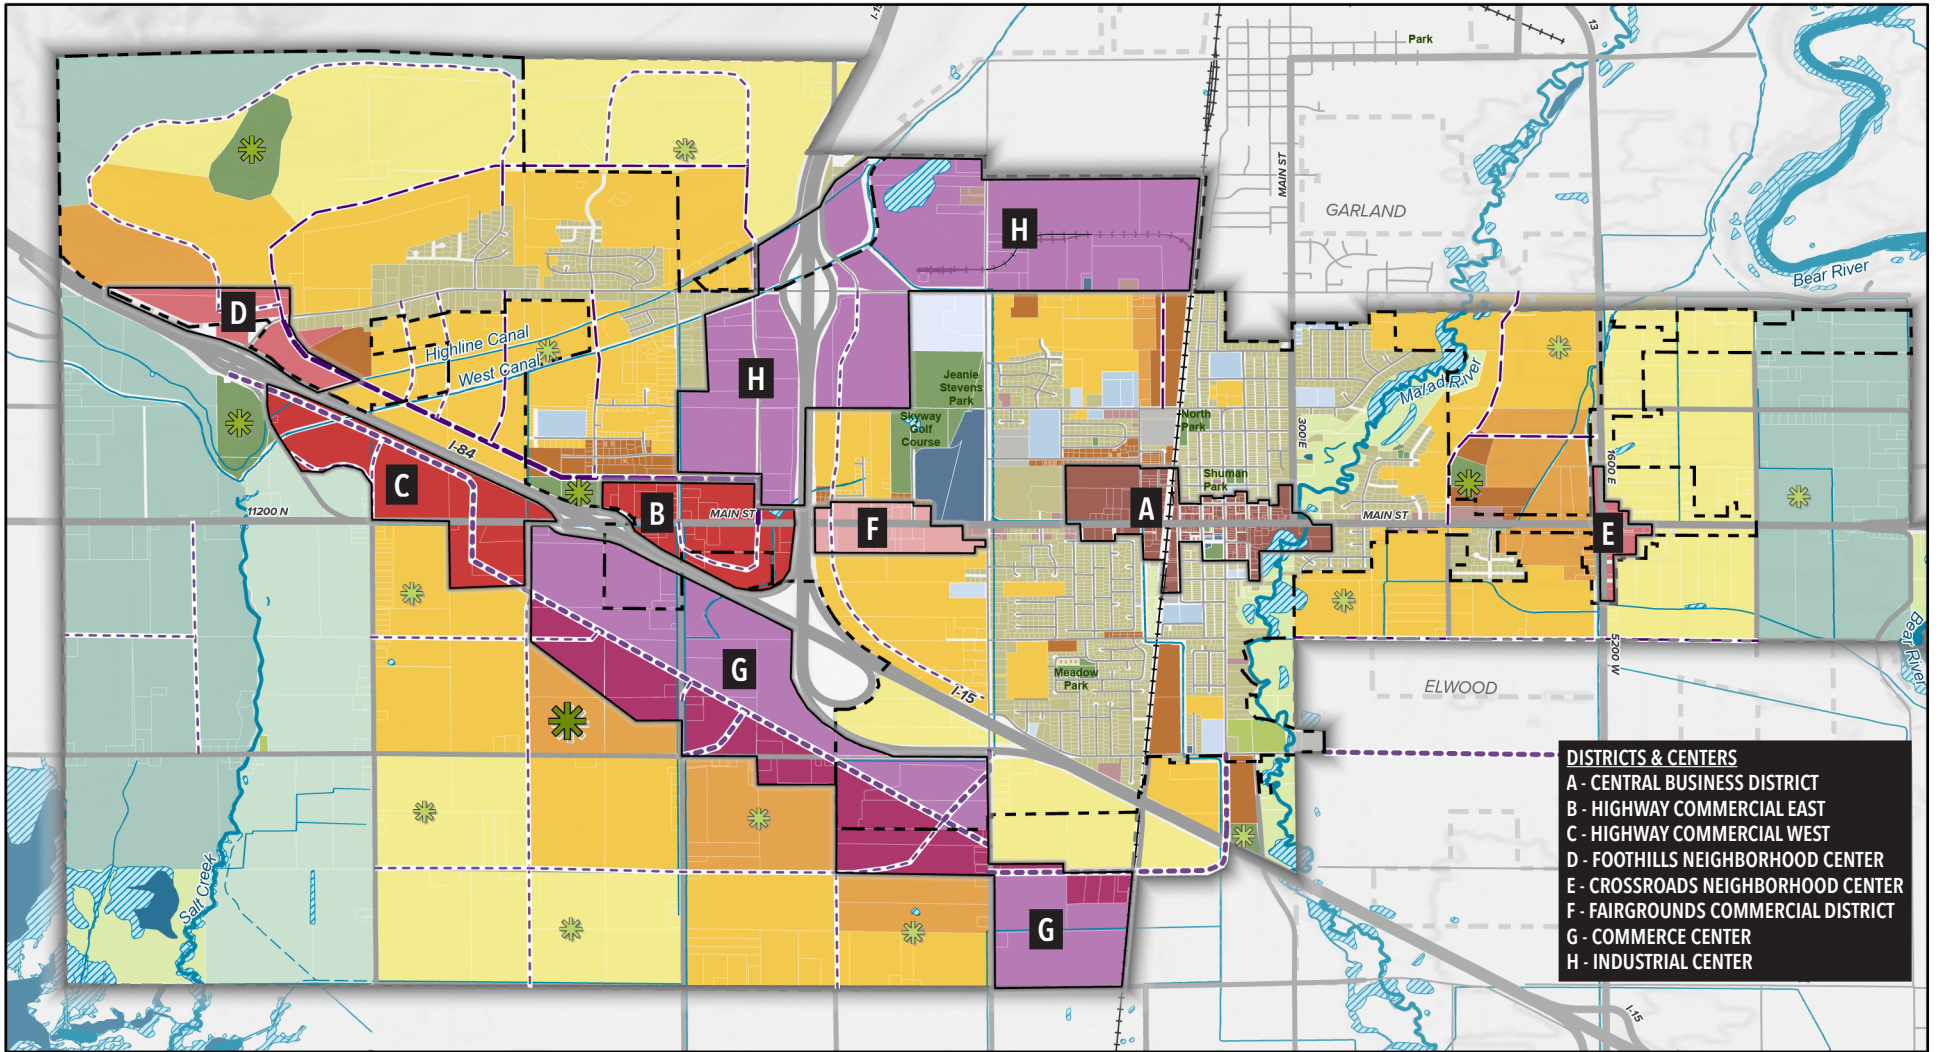 I-15
13
Park
MAIN ST
GARLAND
H
Bear River
D
Highline Canal
West Canal
H
Jeanie
Stevens
Park
Skyway
Golf
Course
Malad River
North
Park
300 E
1600 E
I-84
C
Shuman
Park
11200 N
B
MAIN ST
F
A
MAIN ST
E
G
Meadow
Park
I-15
5200 W
ELWOOD
Bear River
Salt Creek
G
I-15
DISTRICTS & CENTERS
A - CENTRAL BUSINESS DISTRICT
B - HIGHWAY COMMERCIAL EAST
C - HIGHWAY COMMERCIAL WEST
D - FOOTHILLS NEIGHBORHOOD CENTER
E - CROSSROADS NEIGHBORHOOD CENTER
F - FAIRGROUNDS COMMERCIAL DISTRICT
G - COMMERCE CENTER
H - INDUSTRIAL CENTER